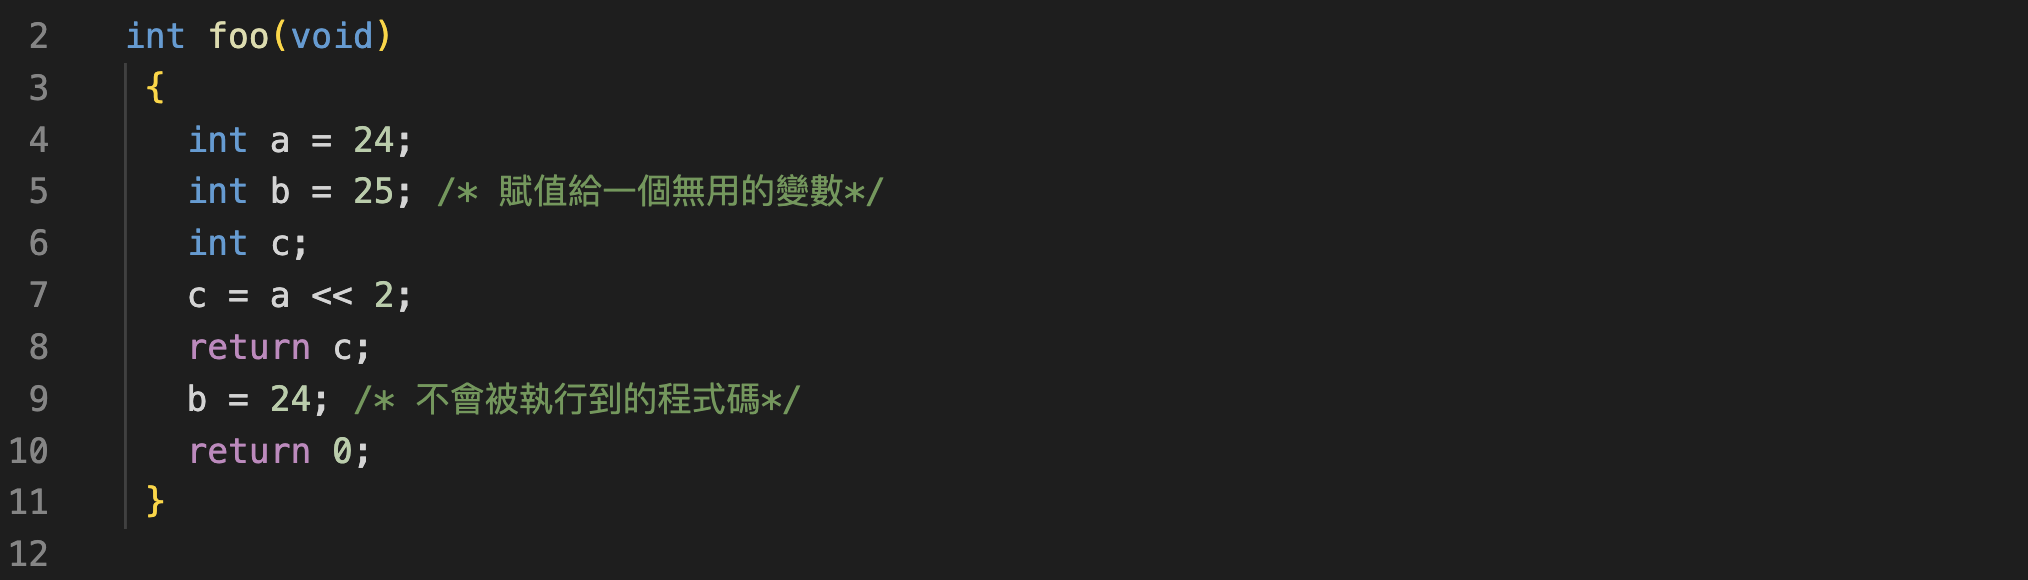 2 int foo(void)
3 {
4 int a = 24;
5 int b = 25; /* 賦值給一個無用的變數*/
6 int c;
7 c = a << 2;
8 return c;
9 b = 24; /* 不會被執行到的程式碼*/
10 return 0;
11 }
12